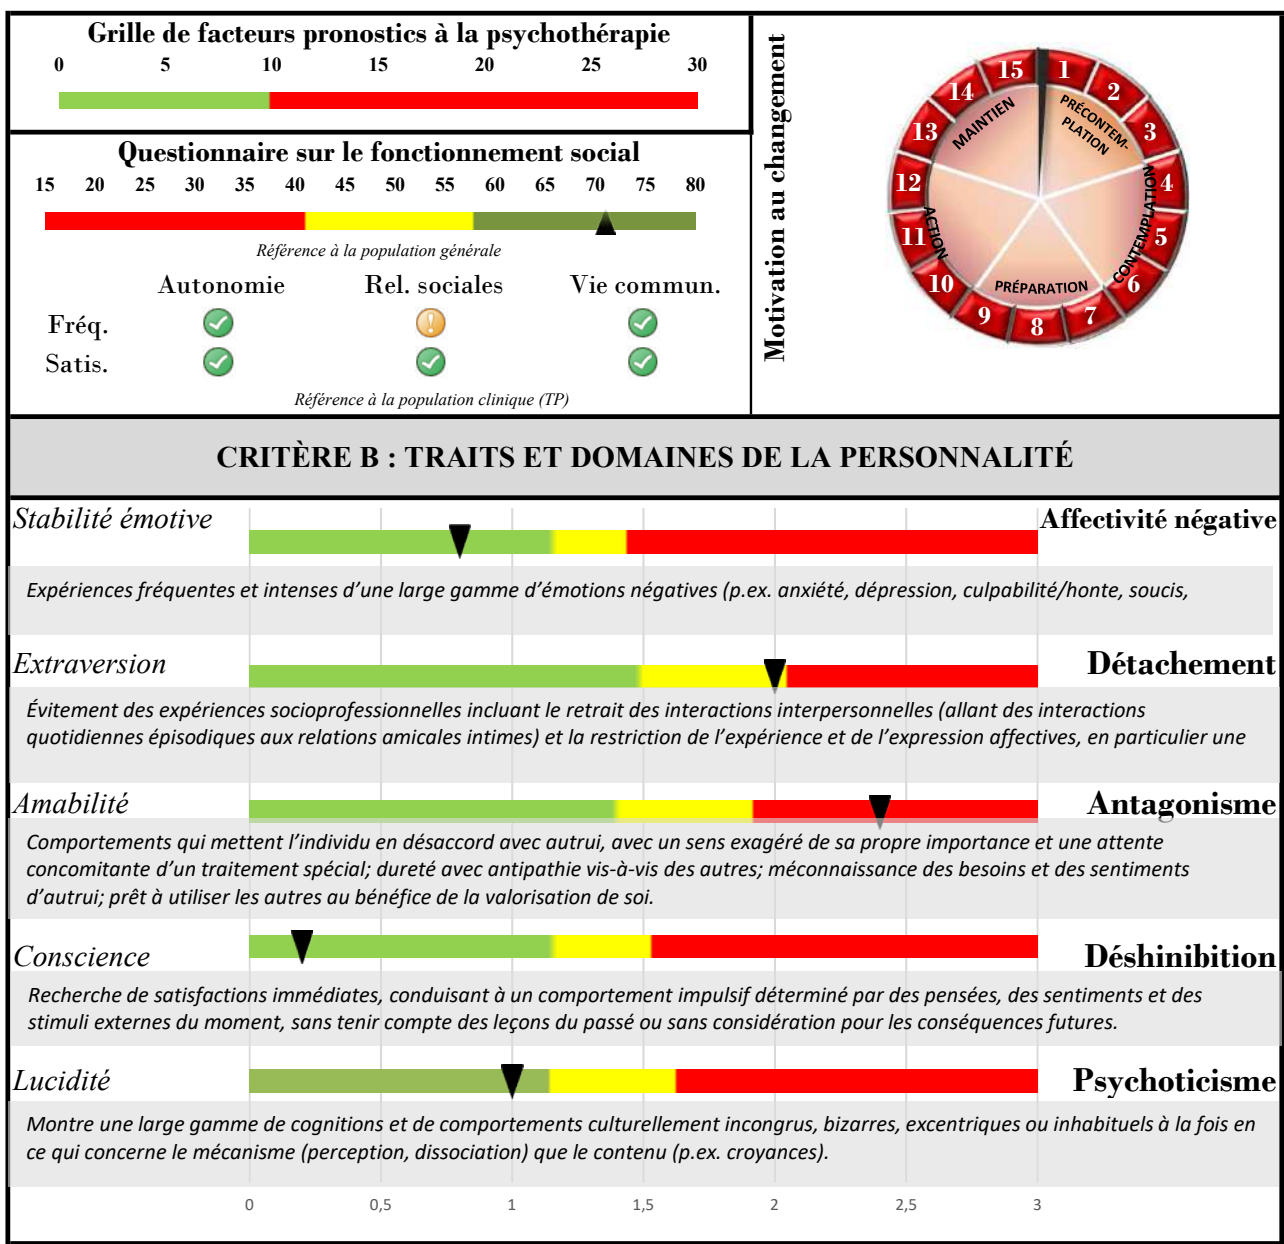 Grille de facteurs pronostics à la psychothérapie
0 5 10 15 20 25 30
Questionnaire sur le fonctionnement social
15 20 25 30 35 40 45 50 55 60 65 70 75 80
Référence à la population générale
Autonomie Rel. sociales Vie commun.
Fréq.
Satis.
Référence à la population clinique (TP)
Motivation au changement
1
2
3
4
5
6
7
8
9
10
11
12
13
14
15
PRÉCONTEM-
PLATION
CONTEMPLATION
PRÉPARATION
ACTION
MAINTIEN
CRITÈRE B : TRAITS ET DOMAINES DE LA PERSONNALITÉ
Stabilité émotive Affectivité négative
Expériences fréquentes et intenses d’une large gamme d’émotions négatives (p.ex. anxiété, dépression, culpabilité/honte, soucis,
Extraversion Détachement
Évitement des expériences socioprofessionnelles incluant le retrait des interactions interpersonnelles (allant des interactions
quotidiennes épisodiques aux relations amicales intimes) et la restriction de l’expérience et de l’expression affectives, en particulier une
Amabilité Antagonisme
Comportements qui mettent l’individu en désaccord avec autrui, avec un sens exagéré de sa propre importance et une attente
concomitante d’un traitement spécial; dureté avec antipathie vis-à-vis des autres; méconnaissance des besoins et des sentiments
d’autrui; prêt à utiliser les autres au bénéfice de la valorisation de soi.
Conscience Déshinibition
Recherche de satisfactions immédiates, conduisant à un comportement impulsif déterminé par des pensées, des sentiments et des
stimuli externes du moment, sans tenir compte des leçons du passé ou sans considération pour les conséquences futures.
Lucidité Psychoticisme
Montre une large gamme de cognitions et de comportements culturellement incongrus, bizarres, excentriques ou inhabituels à la fois en
ce qui concerne le mécanisme (perception, dissociation) que le contenu (p.ex. croyances).
0 0,5 1 1,5 2 2,5 3